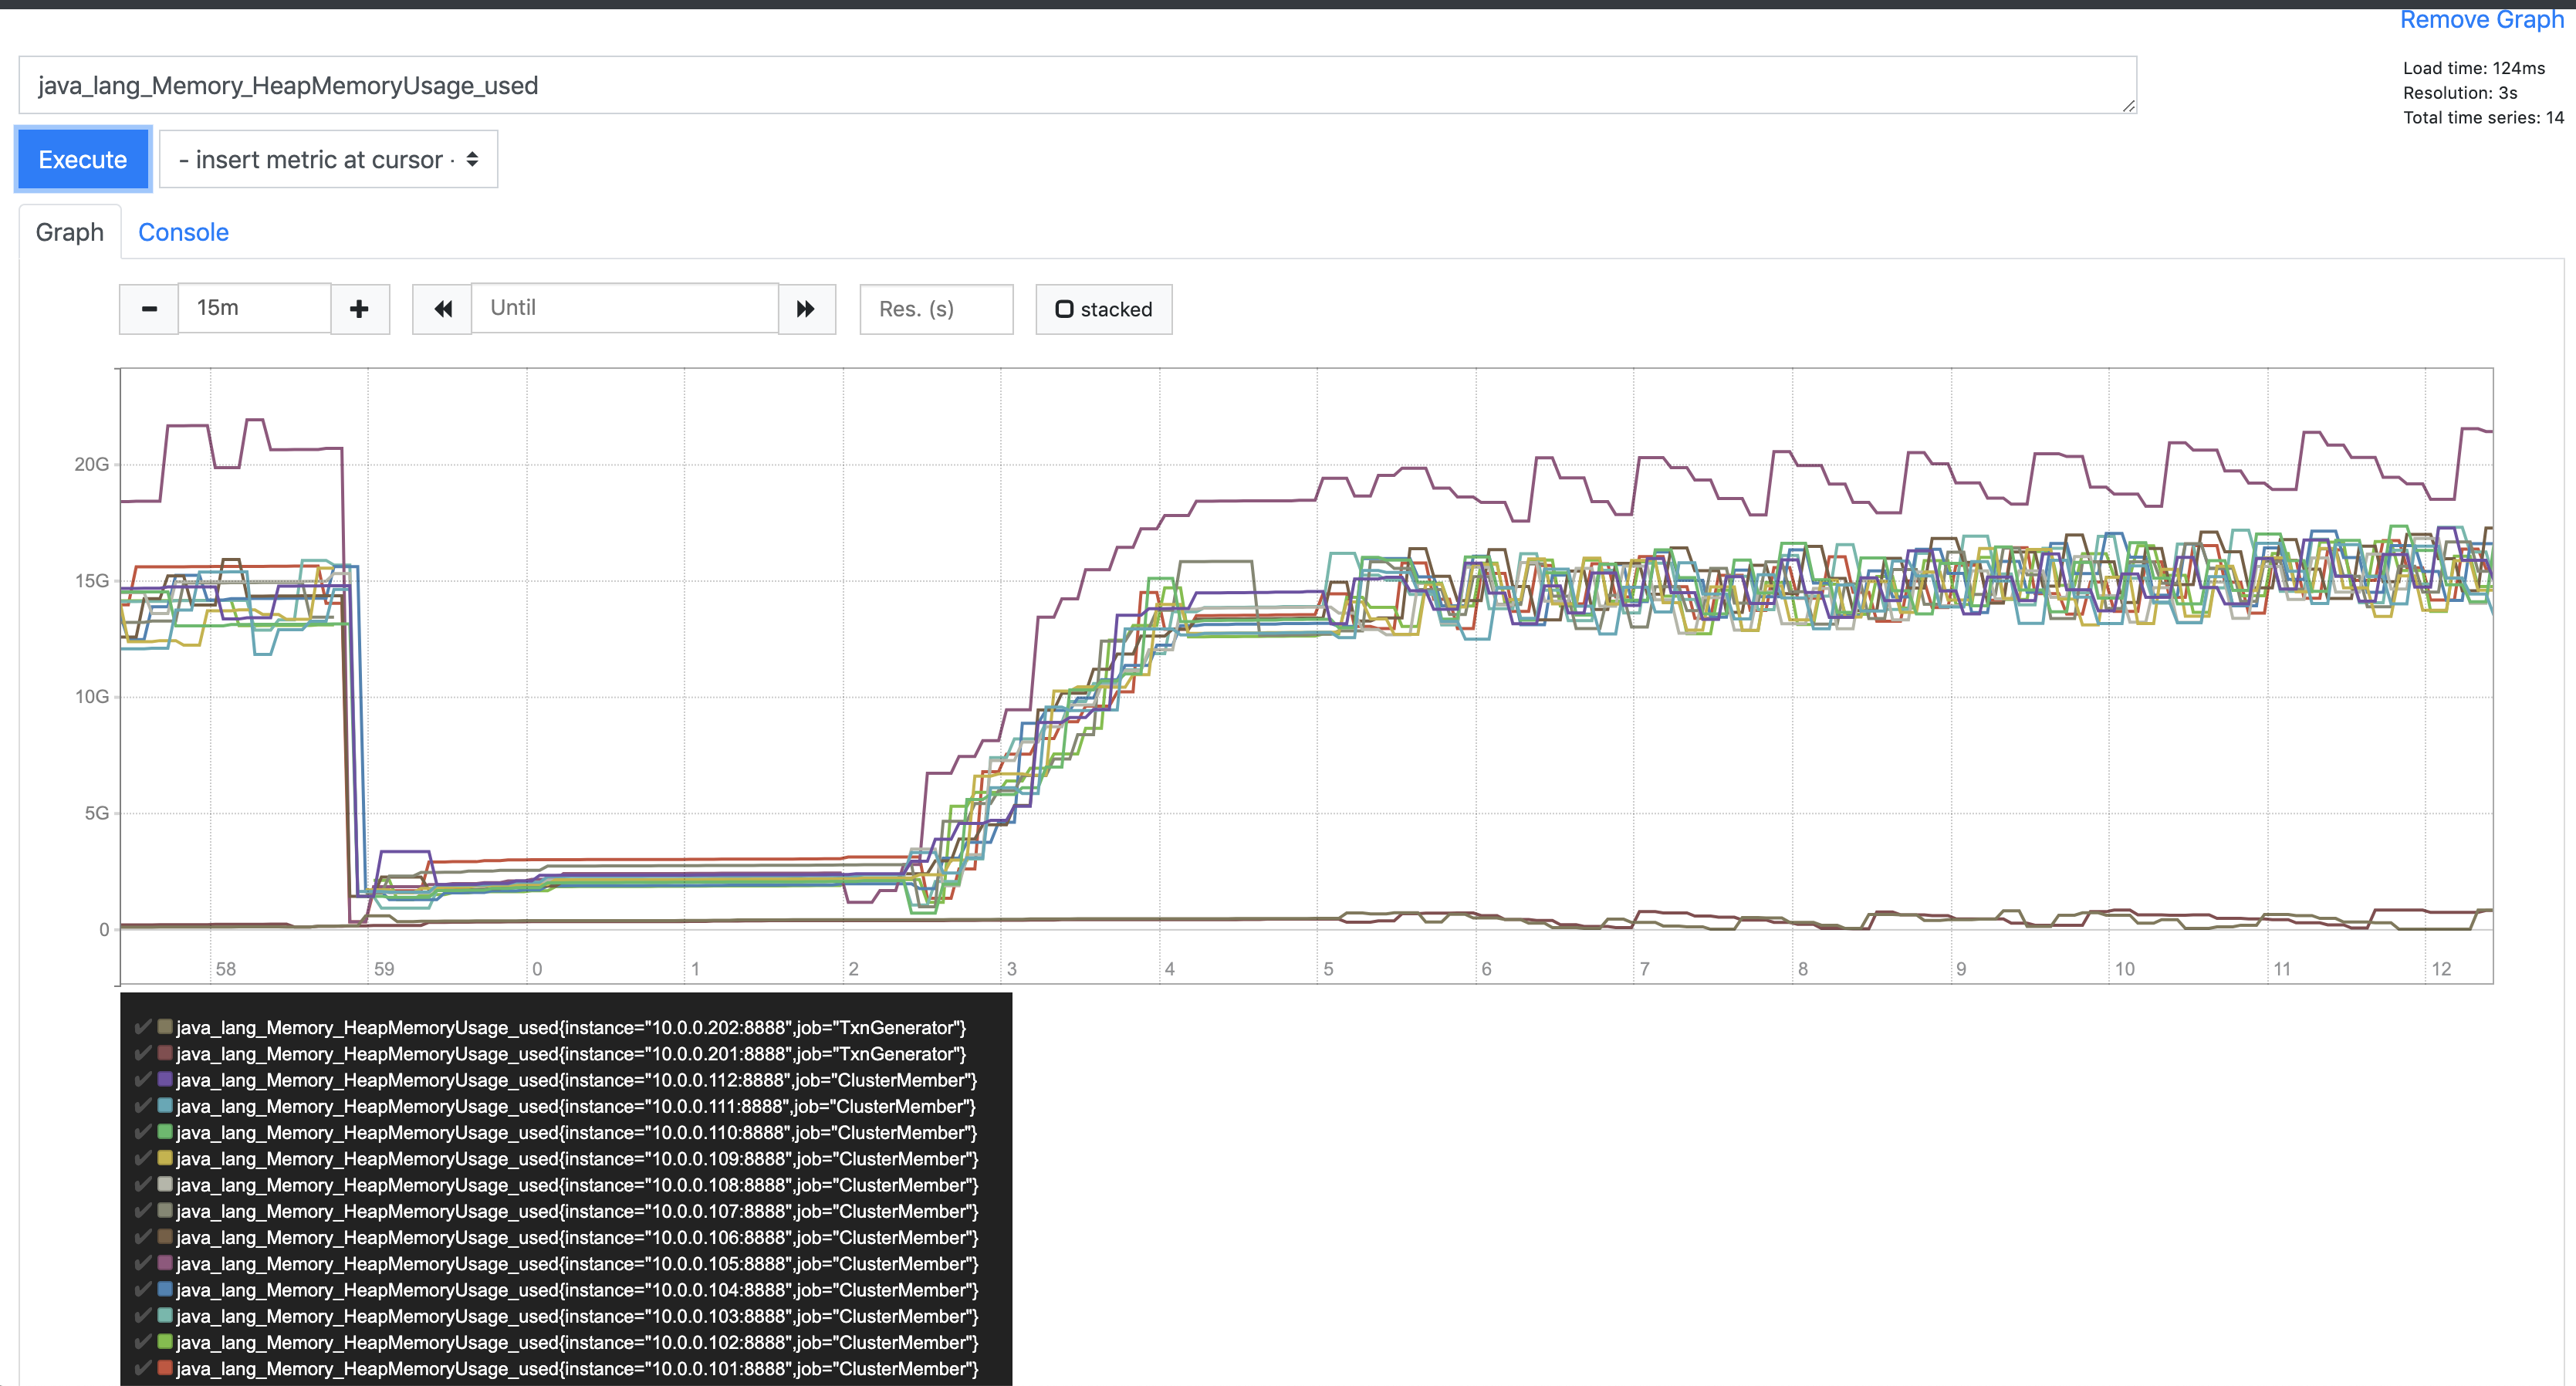 Remove Graph
java_lang_Memory_HeapMemoryUsage_used
Load time: 124ms
Resolution: 3s
Total time series: 14
Execute
- insert metric at cursor -
Graph Console
15m Until Res. (s) stacked
20G
15G
10G
5G
0
58 59 0 1 2 3 4 5 6 7 8 9 10 11 12
java_lang_Memory_HeapMemoryUsage_used{instance="10.0.0.202:8888",job="TxnGenerator"}
java_lang_Memory_HeapMemoryUsage_used{instance="10.0.0.201:8888",job="TxnGenerator"}
java_lang_Memory_HeapMemoryUsage_used{instance="10.0.0.112:8888",job="ClusterMember"}
java_lang_Memory_HeapMemoryUsage_used{instance="10.0.0.111:8888",job="ClusterMember"}
java_lang_Memory_HeapMemoryUsage_used{instance="10.0.0.110:8888",job="ClusterMember"}
java_lang_Memory_HeapMemoryUsage_used{instance="10.0.0.109:8888",job="ClusterMember"}
java_lang_Memory_HeapMemoryUsage_used{instance="10.0.0.108:8888",job="ClusterMember"}
java_lang_Memory_HeapMemoryUsage_used{instance="10.0.0.107:8888",job="ClusterMember"}
java_lang_Memory_HeapMemoryUsage_used{instance="10.0.0.106:8888",job="ClusterMember"}
java_lang_Memory_HeapMemoryUsage_used{instance="10.0.0.105:8888",job="ClusterMember"}
java_lang_Memory_HeapMemoryUsage_used{instance="10.0.0.104:8888",job="ClusterMember"}
java_lang_Memory_HeapMemoryUsage_used{instance="10.0.0.103:8888",job="ClusterMember"}
java_lang_Memory_HeapMemoryUsage_used{instance="10.0.0.102:8888",job="ClusterMember"}
java_lang_Memory_HeapMemoryUsage_used{instance="10.0.0.101:8888",job="ClusterMember"}